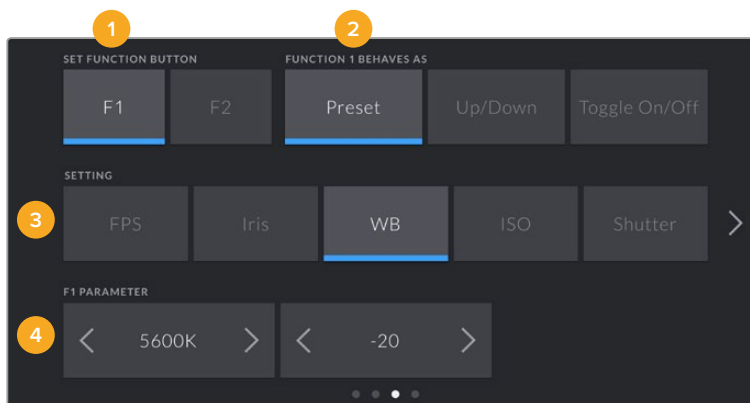 1 2
SET FUNCTION BUTTON FUNCTION 1 BEHAVES AS
F1 F2 Preset Up/Down Toggle On/Off
SETTING
3 FPS Iris WB ISO Shutter
F1 PARAMETER
4 5600K -20